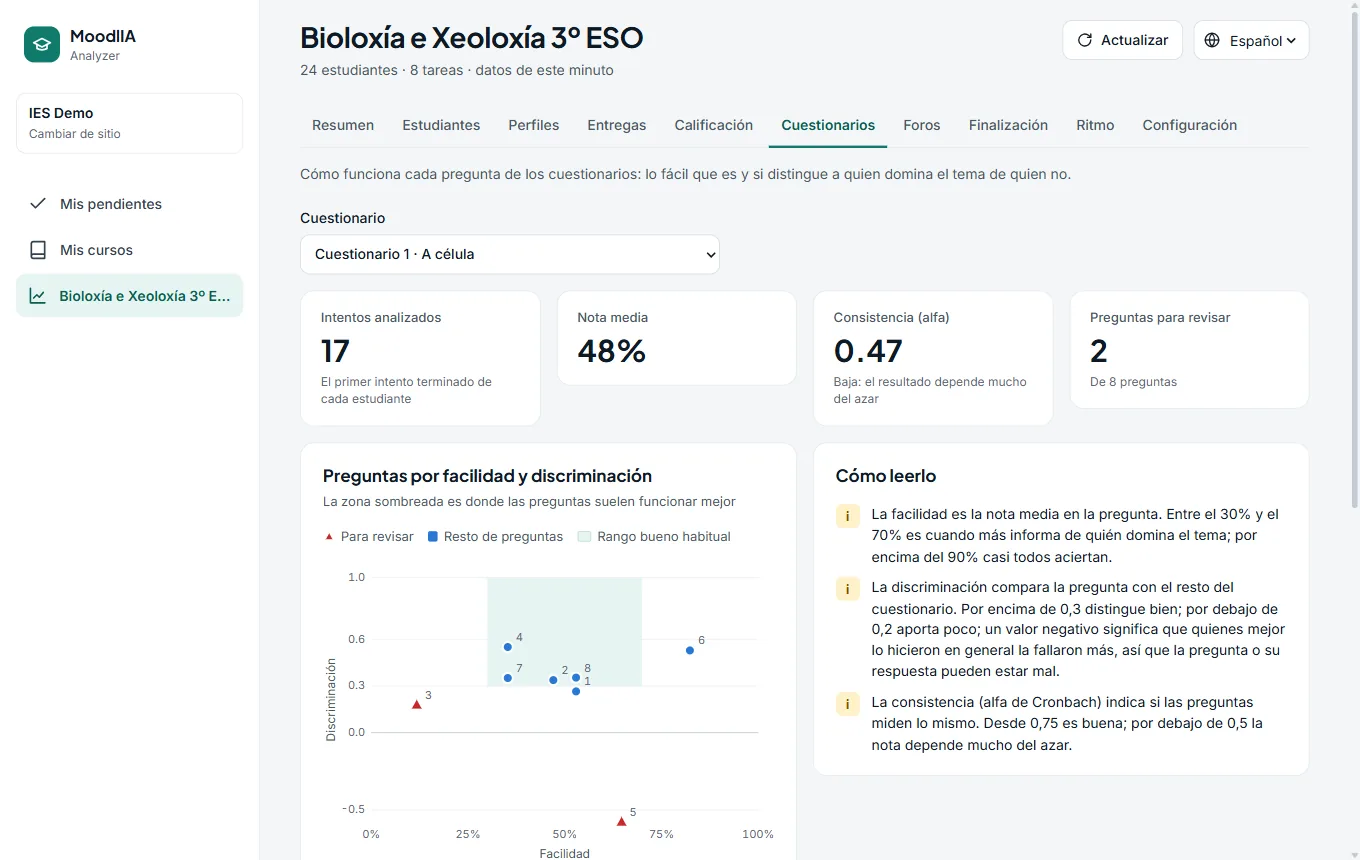 MoodlIA
Analyzer
IES Demo
Cambiar de sitio
Mis pendientes
Mis cursos
Bioloxía e Xeoloxía 3º E...
Bioloxía e Xeoloxía 3º ESO
24 estudiantes · 8 tareas · datos de este minuto
Actualizar
Español
Resumen Estudiantes Perfiles Entregas Calificación Cuestionarios Foros Finalización Ritmo Configuración
Cómo funciona cada pregunta de los cuestionarios: lo fácil que es y si distingue a quien domina el tema de quien no.
Cuestionario
Cuestionario 1 · A célula
Intentos analizados
17
El primer intento terminado de
cada estudiante
Nota media
48%
Consistencia (alfa)
0.47
Baja: el resultado depende mucho
del azar
Preguntas para revisar
2
De 8 preguntas
Preguntas por facilidad y discriminación
La zona sombreada es donde las preguntas suelen funcionar mejor
Para revisar Resto de preguntas Rango bueno habitual
Discriminación
1.0
0.6
0.3
0.0
-0.5
4
6
7
2
8
1
3
5
0% 25% 50% 75% 100%
Facilidad
Cómo leerlo
i
La facilidad es la nota media en la pregunta. Entre el 30% y el
70% es cuando más informa de quién domina el tema; por
encima del 90% casi todos aciertan.
i
La discriminación compara la pregunta con el resto del
cuestionario. Por encima de 0,3 distingue bien; por debajo de
0,2 aporta poco; un valor negativo significa que quienes mejor
lo hicieron en general la fallaron más, así que la pregunta o su
respuesta pueden estar mal.
i
La consistencia (alfa de Cronbach) indica si las preguntas
miden lo mismo. Desde 0,75 es buena; por debajo de 0,5 la
nota depende mucho del azar.